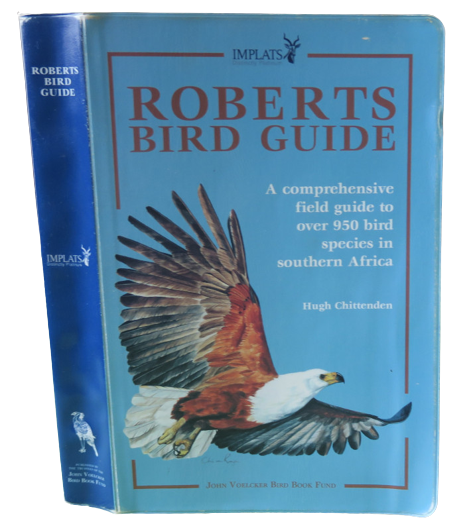 ROBERTS
BIRD
GUIDE
IMPLATS
JOHN VOELCKER
BIRD BOOK FUND
IMPLATS
ROBERTS
BIRD GUIDE
A comprehensive
field guide to
over 950 bird
species in
southern Africa
Hugh Chittenden
JOHN VOELCKER BIRD BOOK FUND